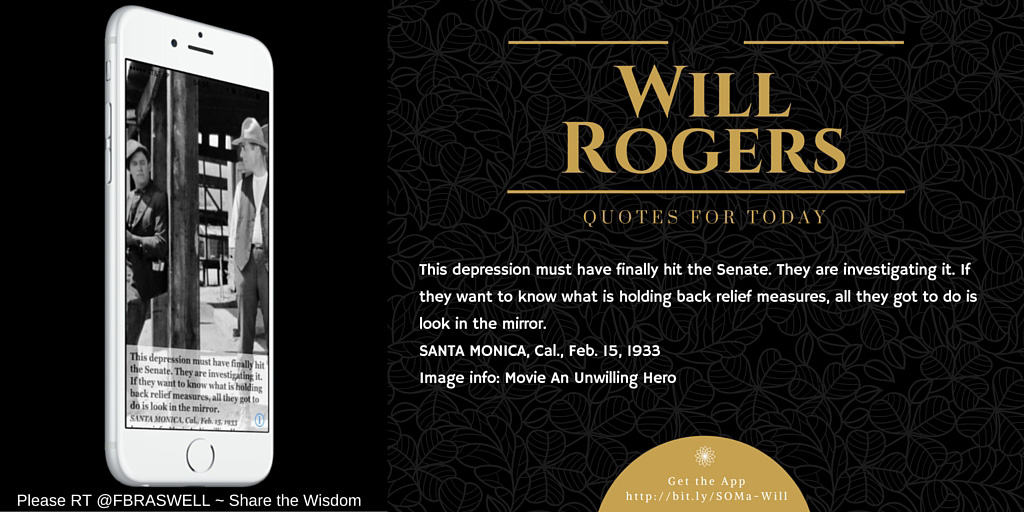 This depression must have finally hit
the Senate. They are investigating it.
If they want to know what is holding
back relief measures, all they got to
do is look in the mirror.
SANTA MONICA, Cal., Feb. 15, 1933
Please RT @FBRASWELL ~ Share the Wisdom
WILL
ROGERS
QUOTES FOR TODAY
This depression must have finally hit the Senate. They are investigating it. If
they want to know what is holding back relief measures, all they got to do is
look in the mirror.
SANTA MONICA, Cal., Feb. 15, 1933
Image info: Movie An Unwilling Hero
Get the App
http://bit.ly/SOMa-Will